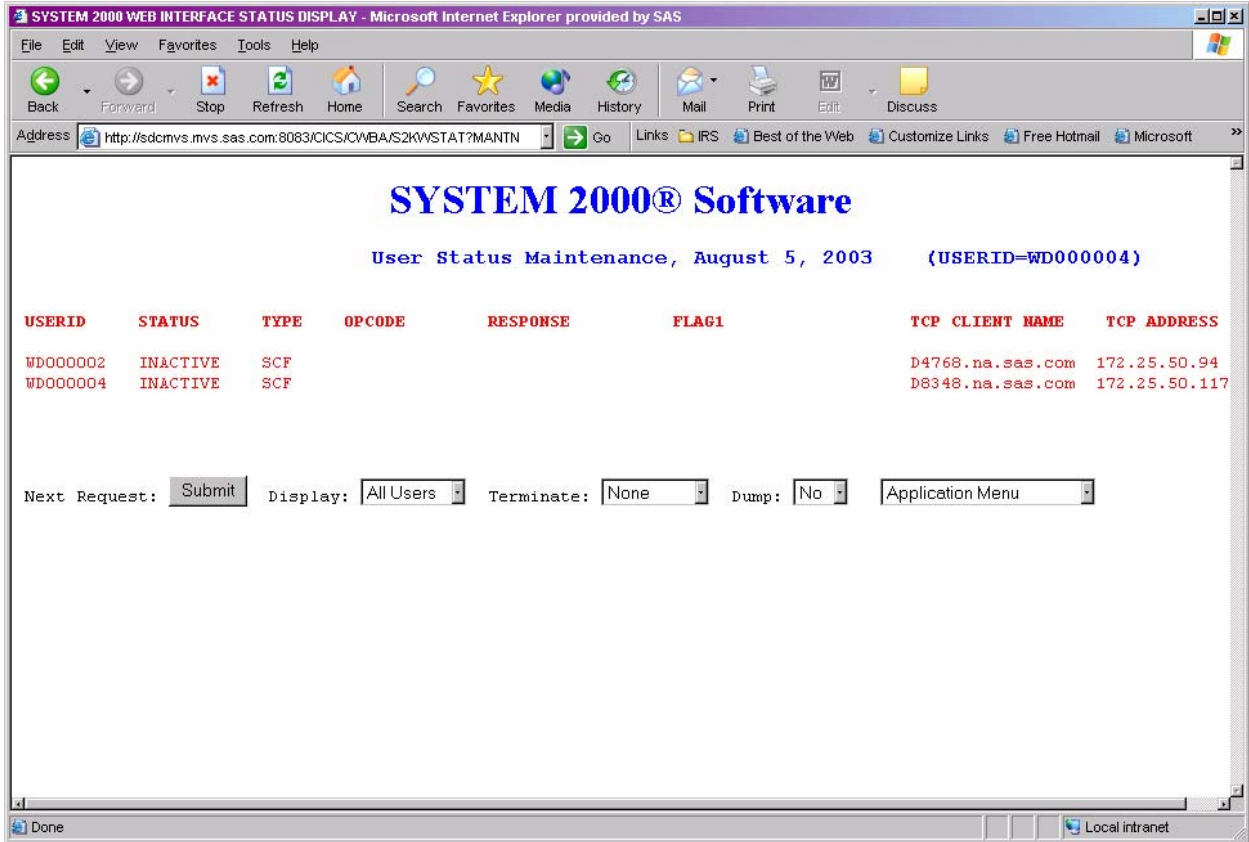 SYSTEM 2000 WEB INTERFACE STATUS DISPLAY - Microsoft Internet Explorer provided by SAS
File Edit View Favorites Tools Help
Back Forward Stop Refresh Home Search Favorites Media History Mail Print Edit Discuss
Address http://sdcmvs.mvs.sas.com:8083/CICS/CWBA/S2KWSTAT?MANTN Go Links IRS Best of the Web Customize Links Free Hotmail Microsoft »
SYSTEM 2000® Software
User Status Maintenance, August 5, 2003 (USERID=WD000004)
USERID STATUS TYPE OPCODE RESPONSE FLAG1 TCP CLIENT NAME TCP ADDRESS
WD000002 INACTIVE SCF D4768.na.sas.com 172.25.50.94
WD000004 INACTIVE SCF D8348.na.sas.com 172.25.50.117
Next Request: Submit Display: All Users Terminate: None Dump: No Application Menu
Done Local intranet